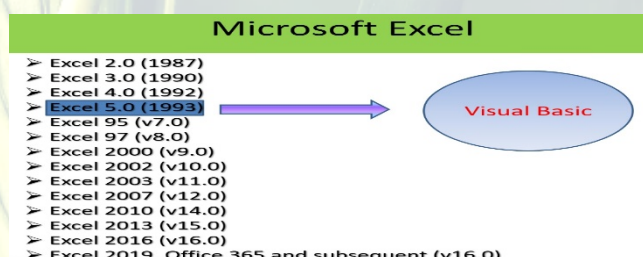 Microsoft Excel
➢ Excel 2.0 (1987)
➢ Excel 3.0 (1990)
➢ Excel 4.0 (1992)
➢ Excel 5.0 (1993)
Visual Basic
➢ Excel 95 (v7.0)
➢ Excel 97 (v8.0)
➢ Excel 2000 (v9.0)
➢ Excel 2002 (v10.0)
➢ Excel 2003 (v11.0)
➢ Excel 2007 (v12.0)
➢ Excel 2010 (v14.0)
➢ Excel 2013 (v15.0)
➢ Excel 2016 (v16.0)
➢ Excel 2019, Office 365 and subsequent (v16.0)